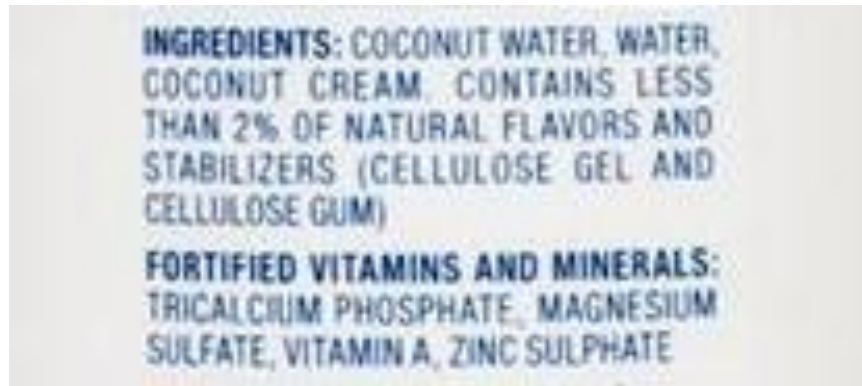 INGREDIENTS: COCONUT WATER, WATER,
COCONUT CREAM. CONTAINS LESS
THAN 2% OF NATURAL FLAVORS AND
STABILIZERS (CELLULOSE GEL AND
CELLULOSE GUM)
FORTIFIED VITAMINS AND MINERALS:
TRICALCIUM PHOSPHATE, MAGNESIUM
SULFATE, VITAMIN A, ZINC SULPHATE